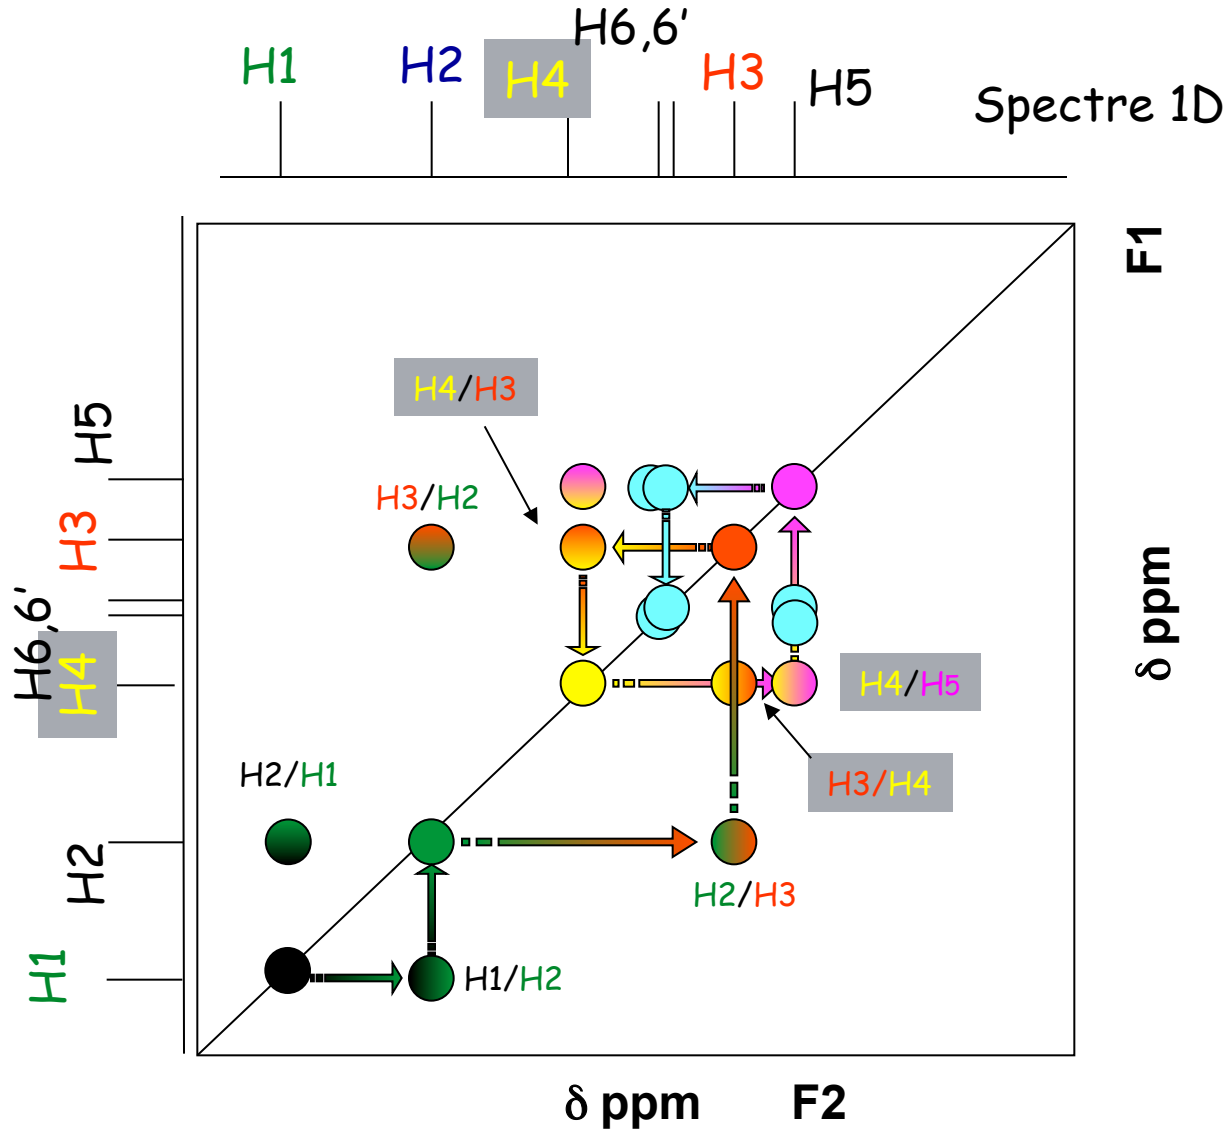 H6,6′
H1
H2
H4
H3
H5
Spectre 1D
F1
H4/H3
H5
H3/H2
H3
δ ppm
H6,6′
H4
H4/H5
H2/H1
H3/H4
H2
H2/H3
H1
H1/H2
δ ppm
F2